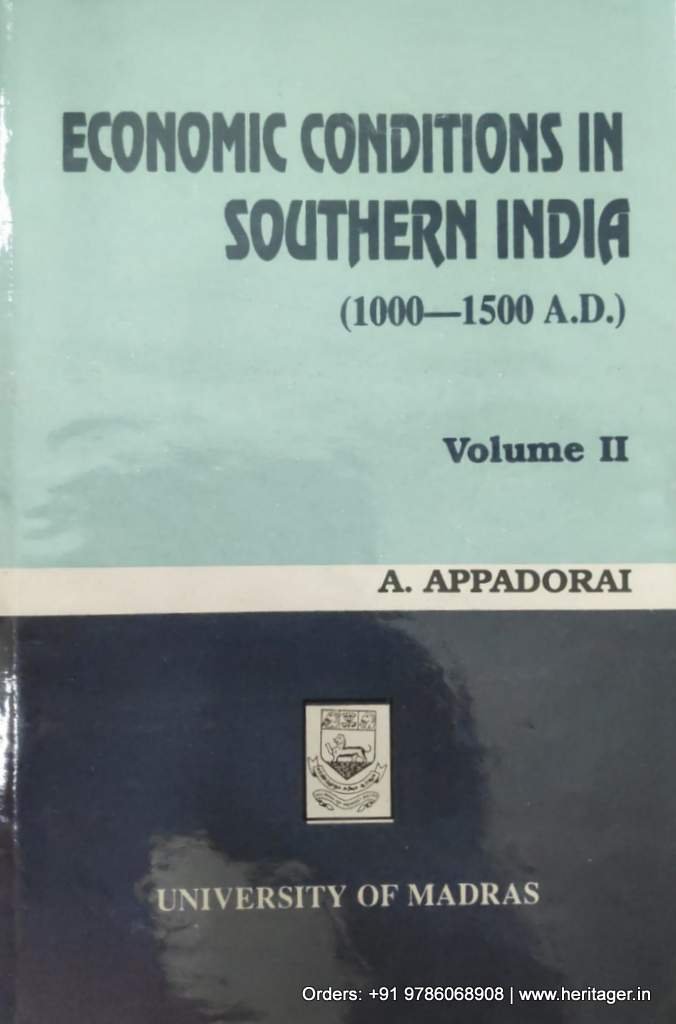 ECONOMIC CONDITIONS IN
SOUTHERN INDIA
(1000—1500 A.D.)
Volume II
A. APPADORAI
UNIVERSITY OF MADRAS
Orders: +91 9786068908 | www.heritager.in